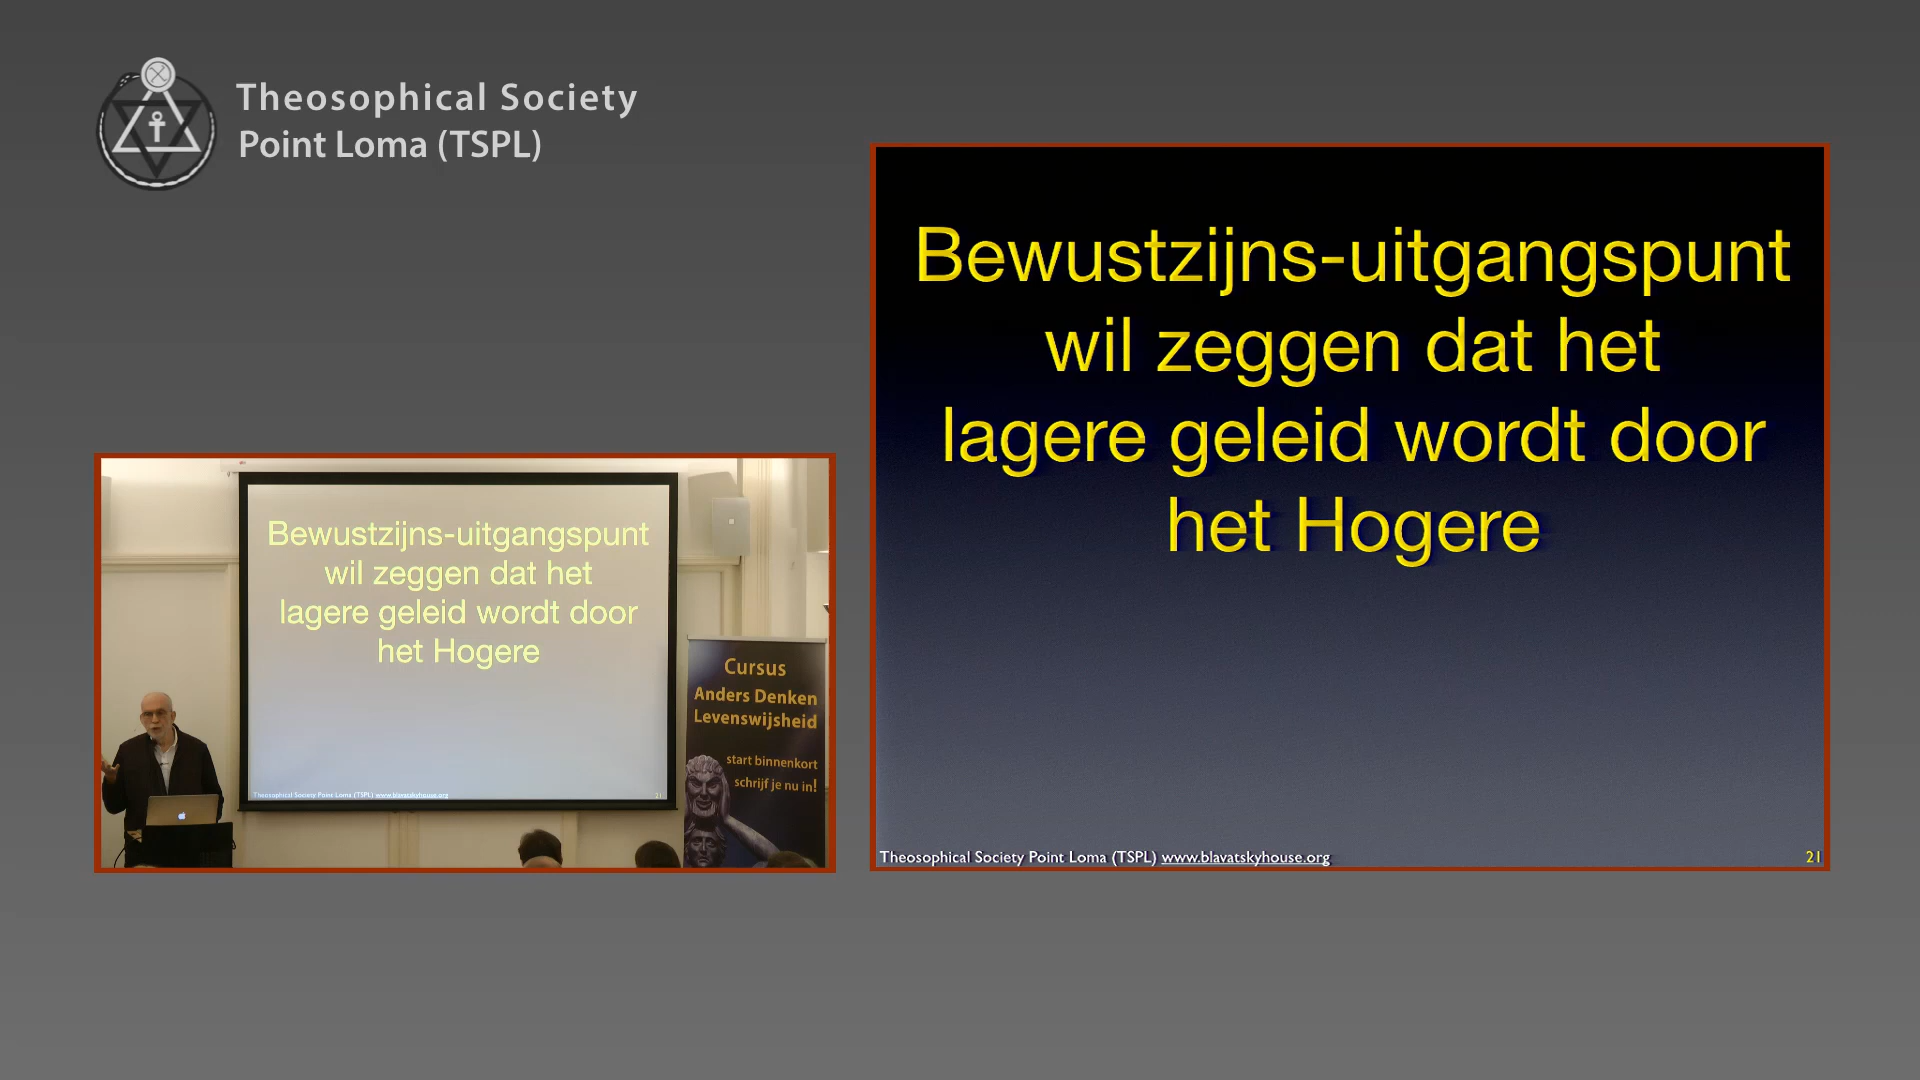 Theosophical Society
Point Loma (TSPL)
Bewustzijns-uitgangspunt
wil zeggen dat het
lagere geleid wordt door
het Hogere
Theosophical Society Point Loma (TSPL) www.blavatskyhouse.org
21
Bewustzijns-uitgangspunt
wil zeggen dat het
lagere geleid wordt door
het Hogere
Theosophical Society Point Loma (TSPL) www.blavatskyhouse.org
21
Cursus
Anders Denken
Levenswijsheid
start binnenkort
schrijf je nu in!